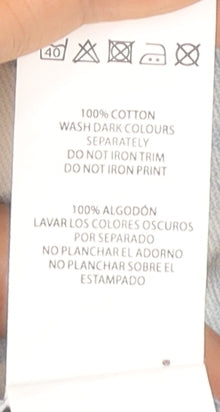 40
100% COTTON
WASH DARK COLOURS
SEPARATELY
DO NOT IRON TRIM
DO NOT IRON PRINT
100% ALGODÓN
LAVAR LOS COLORES OSCUROS
POR SEPARADO
NO PLANCHAR EL ADORNO
NO PLANCHAR SOBRE EL
ESTAMPADO